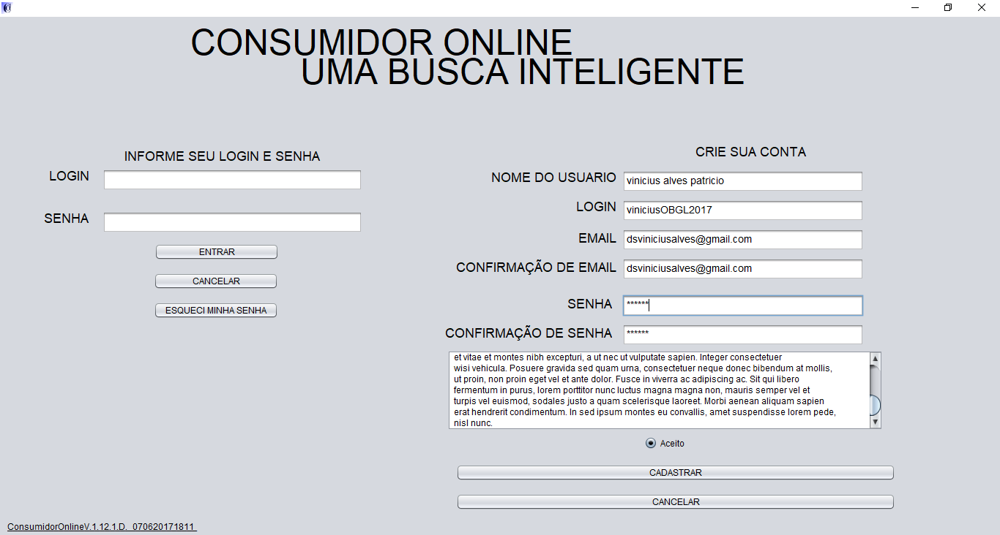 CONSUMIDOR ONLINE
UMA BUSCA INTELIGENTE
INFORME SEU LOGIN E SENHA
LOGIN
SENHA
ENTRAR
CANCELAR
ESQUECI MINHA SENHA
CRIE SUA CONTA
NOME DO USUARIO vinicius alves patricio
LOGIN viniciusOBGL2017
EMAIL dsviniciusalves@gmail.com
CONFIRMAÇÃO DE EMAIL dsviniciusalves@gmail.com
SENHA ******
CONFIRMAÇÃO DE SENHA ******
et vitae et montes nibh excepturi, a ut nec ut vulputate sapien. Integer consectetuer
wisi vehicula. Posuere gravida sed quam urna, consectetuer neque donec bibendum at mollis,
ut proin, non proin eget vel et ante dolor. Fusce in viverra ac adipiscing ac. Sit qui libero
fermentum in purus, lorem porttitor nunc luctus magna magna non, mauris semper vel et
turpis vel euismod, sodales justo a quam scelerisque laoreet. Morbi aenean aliquam sapien
erat hendrerit condimentum. In sed ipsum montes eu convallis, amet suspendisse lorem pede,
nisl nunc.
Aceito
CADASTRAR
CANCELAR
ConsumidorOnlineV.1.12.1.D._070620171811_